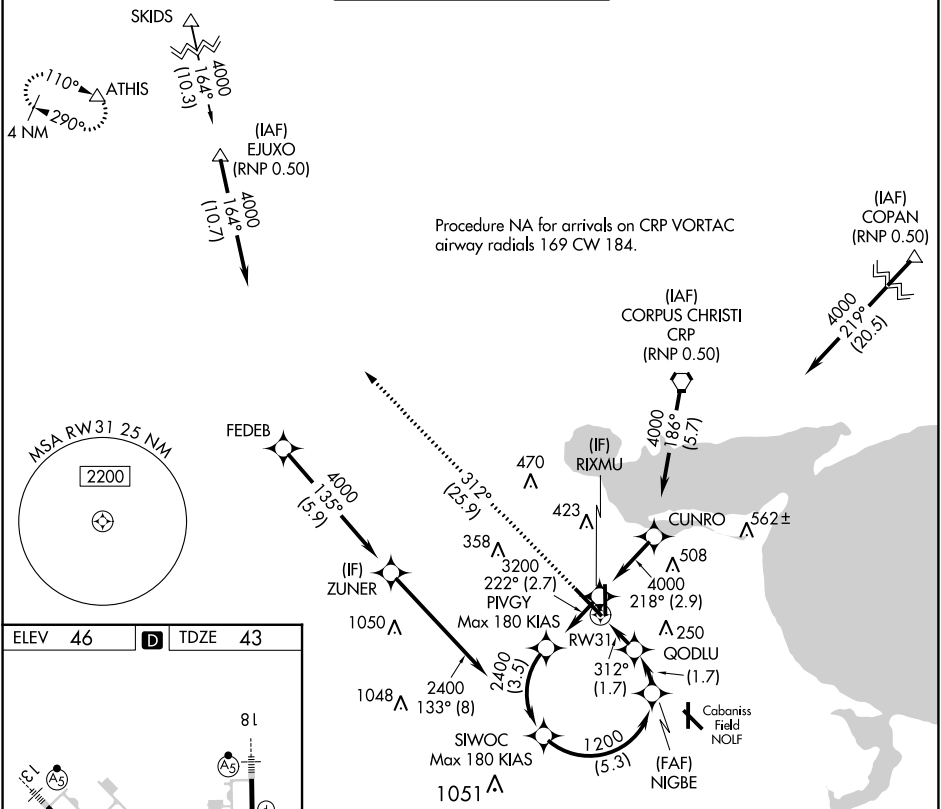 SKIDS
4000
164°
(10.3)
110°
ATHIS
290°
4 NM
(IAF)
EJUXO
(RNP 0.50)
4000
164°
(10.7)
Procedure NA for arrivals on CRP VORTAC
airway radials 169 CW 184.
(IAF)
COPAN
(RNP 0.50)
4000
219°
(20.5)
(IAF)
CORPUS CHRISTI
CRP
(RNP 0.50)
4000
186°
(5.7)
MSA RW31 25 NM
2200
FEDEB
4000
135°
(5.9)
312°
(25.9)
(IF)
RIXMU
470
423
CUNRO
562±
358
508
(IF)
ZUNER
3200
222° (2.7)
4000
218° (2.9)
PIVGY
Max 180 KIAS
1050
RW31
250
QODLU
312°
(1.7)
(1.7)
2400
(3.5)
1048
2400
133° (8)
Cabaniss
Field
NOLF
SIWOC
Max 180 KIAS
1200
(5.3)
(FAF)
NIGBE
1051
ELEV 46
D
TDZE 43
18
A5
13
A5